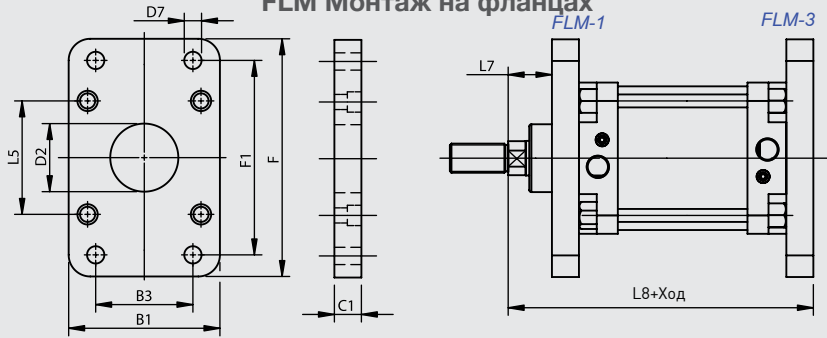 FLM Монтаж на фланцах
D7
FLM-1
FLM-3
L7
L5
D2
F1
F
B3
B1
C1
L8+Ход